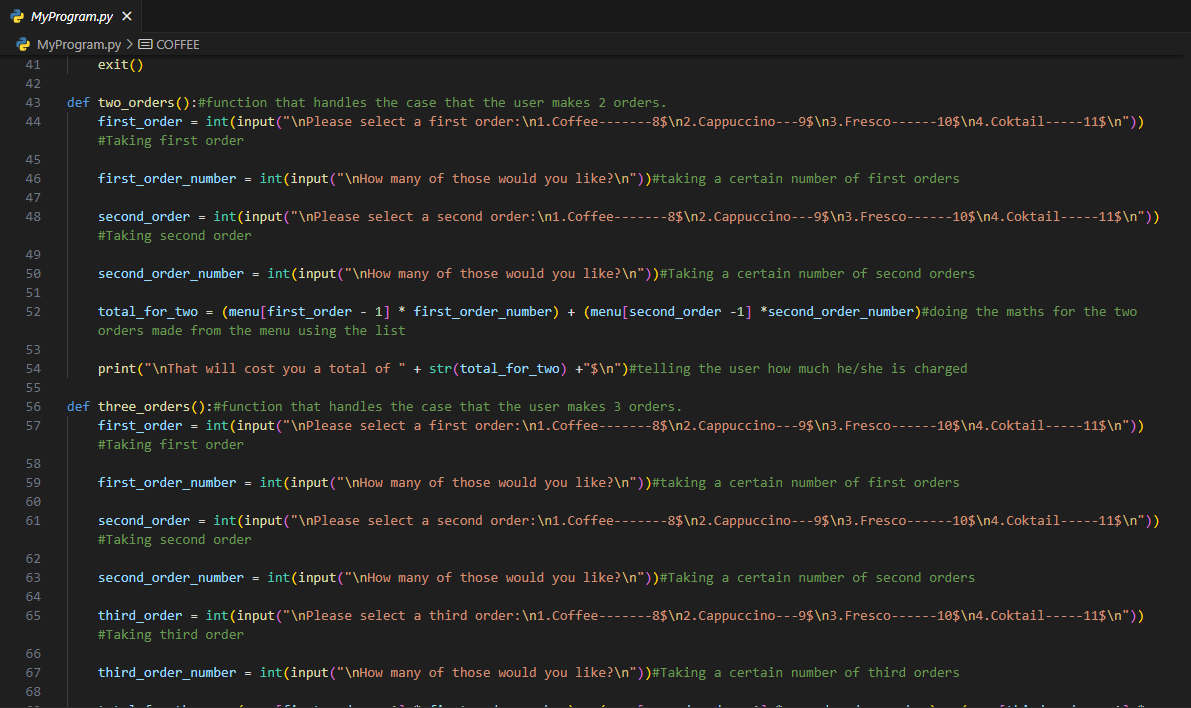 MyProgram.py
MyProgram.py > COFFEE
41 exit()
42
43 def two_orders():#function that handles the case that the user makes 2 orders.
44 first_order = int(input("\nPlease select a first order:\n1.Coffee-------8$\n2.Cappuccino---9$\n3.Fresco------10$\n4.Coktail-----11$\n"))
#Taking first order
45
46 first_order_number = int(input("\nHow many of those would you like?\n"))#taking a certain number of first orders
47
48 second_order = int(input("\nPlease select a second order:\n1.Coffee-------8$\n2.Cappuccino---9$\n3.Fresco------10$\n4.Coktail-----11$\n"))
#Taking second order
49
50 second_order_number = int(input("\nHow many of those would you like?\n"))#Taking a certain number of second orders
51
52 total_for_two = (menu[first_order - 1] * first_order_number) + (menu[second_order -1] *second_order_number)#doing the maths for the two
orders made from the menu using the list
53
54 print("\nThat will cost you a total of " + str(total_for_two) +"$\n")#telling the user how much he/she is charged
55
56 def three_orders():#function that handles the case that the user makes 3 orders.
57 first_order = int(input("\nPlease select a first order:\n1.Coffee-------8$\n2.Cappuccino---9$\n3.Fresco------10$\n4.Coktail-----11$\n"))
#Taking first order
58
59 first_order_number = int(input("\nHow many of those would you like?\n"))#taking a certain number of first orders
60
61 second_order = int(input("\nPlease select a second order:\n1.Coffee-------8$\n2.Cappuccino---9$\n3.Fresco------10$\n4.Coktail-----11$\n"))
#Taking second order
62
63 second_order_number = int(input("\nHow many of those would you like?\n"))#Taking a certain number of second orders
64
65 third_order = int(input("\nPlease select a third order:\n1.Coffee-------8$\n2.Cappuccino---9$\n3.Fresco------10$\n4.Coktail-----11$\n"))
#Taking third order
66
67 third_order_number = int(input("\nHow many of those would you like?\n"))#Taking a certain number of third orders
68